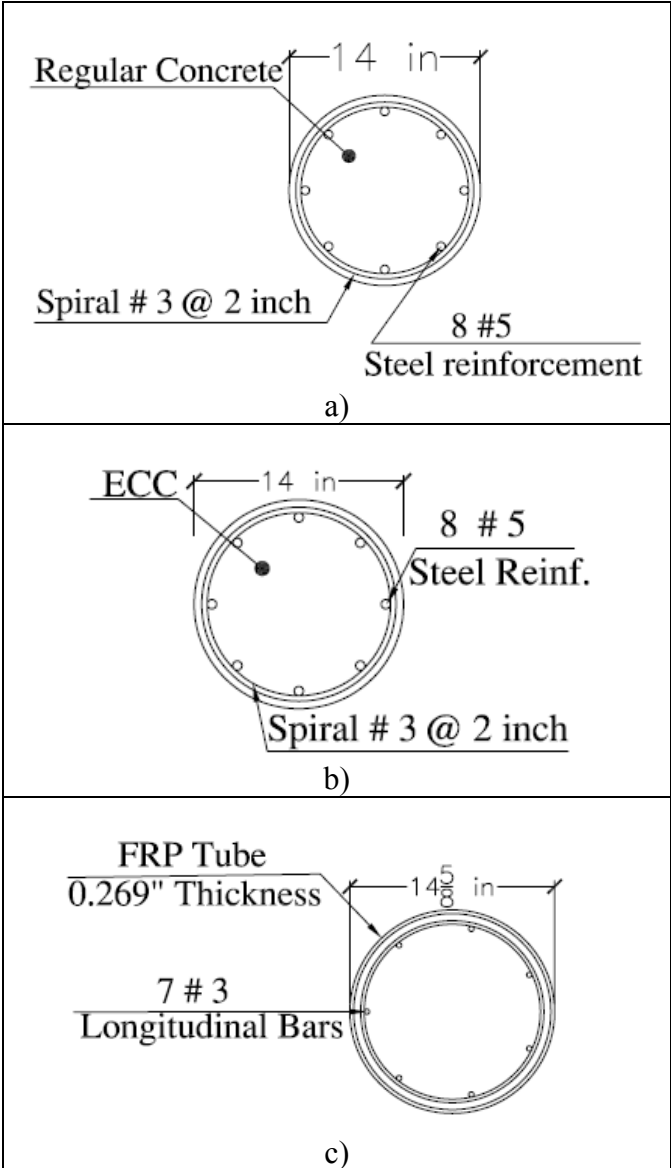 14 in
Regular Concrete
Spiral # 3 @ 2 inch
8 #5
Steel reinforcement
a)
ECC
14 in
8 # 5
Steel Reinf.
Spiral # 3 @ 2 inch
b)
FRP Tube
0.269" Thickness
14 5/8 in
7 # 3
Longitudinal Bars
c)